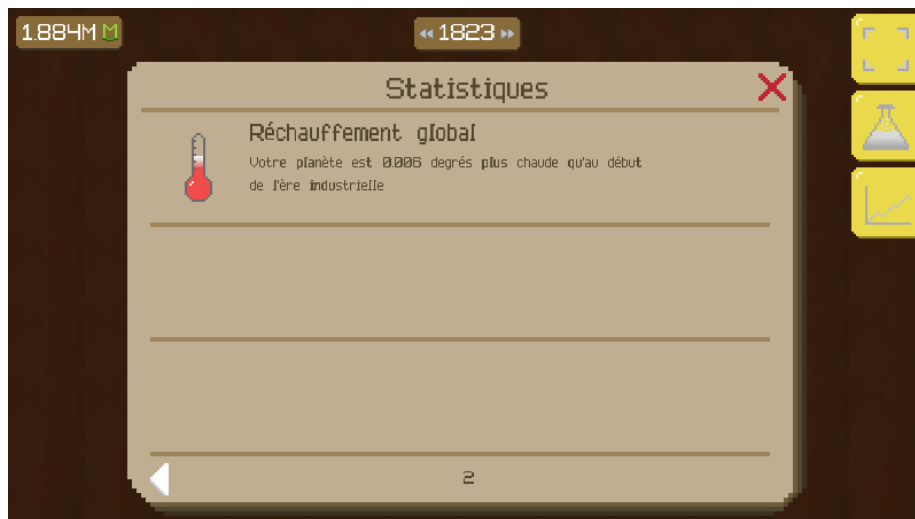 1.884M
1823
Statistiques
Réchauffement global
Votre planète est 0.006 degrés plus chaude qu'au début
de l'ère industrielle
2